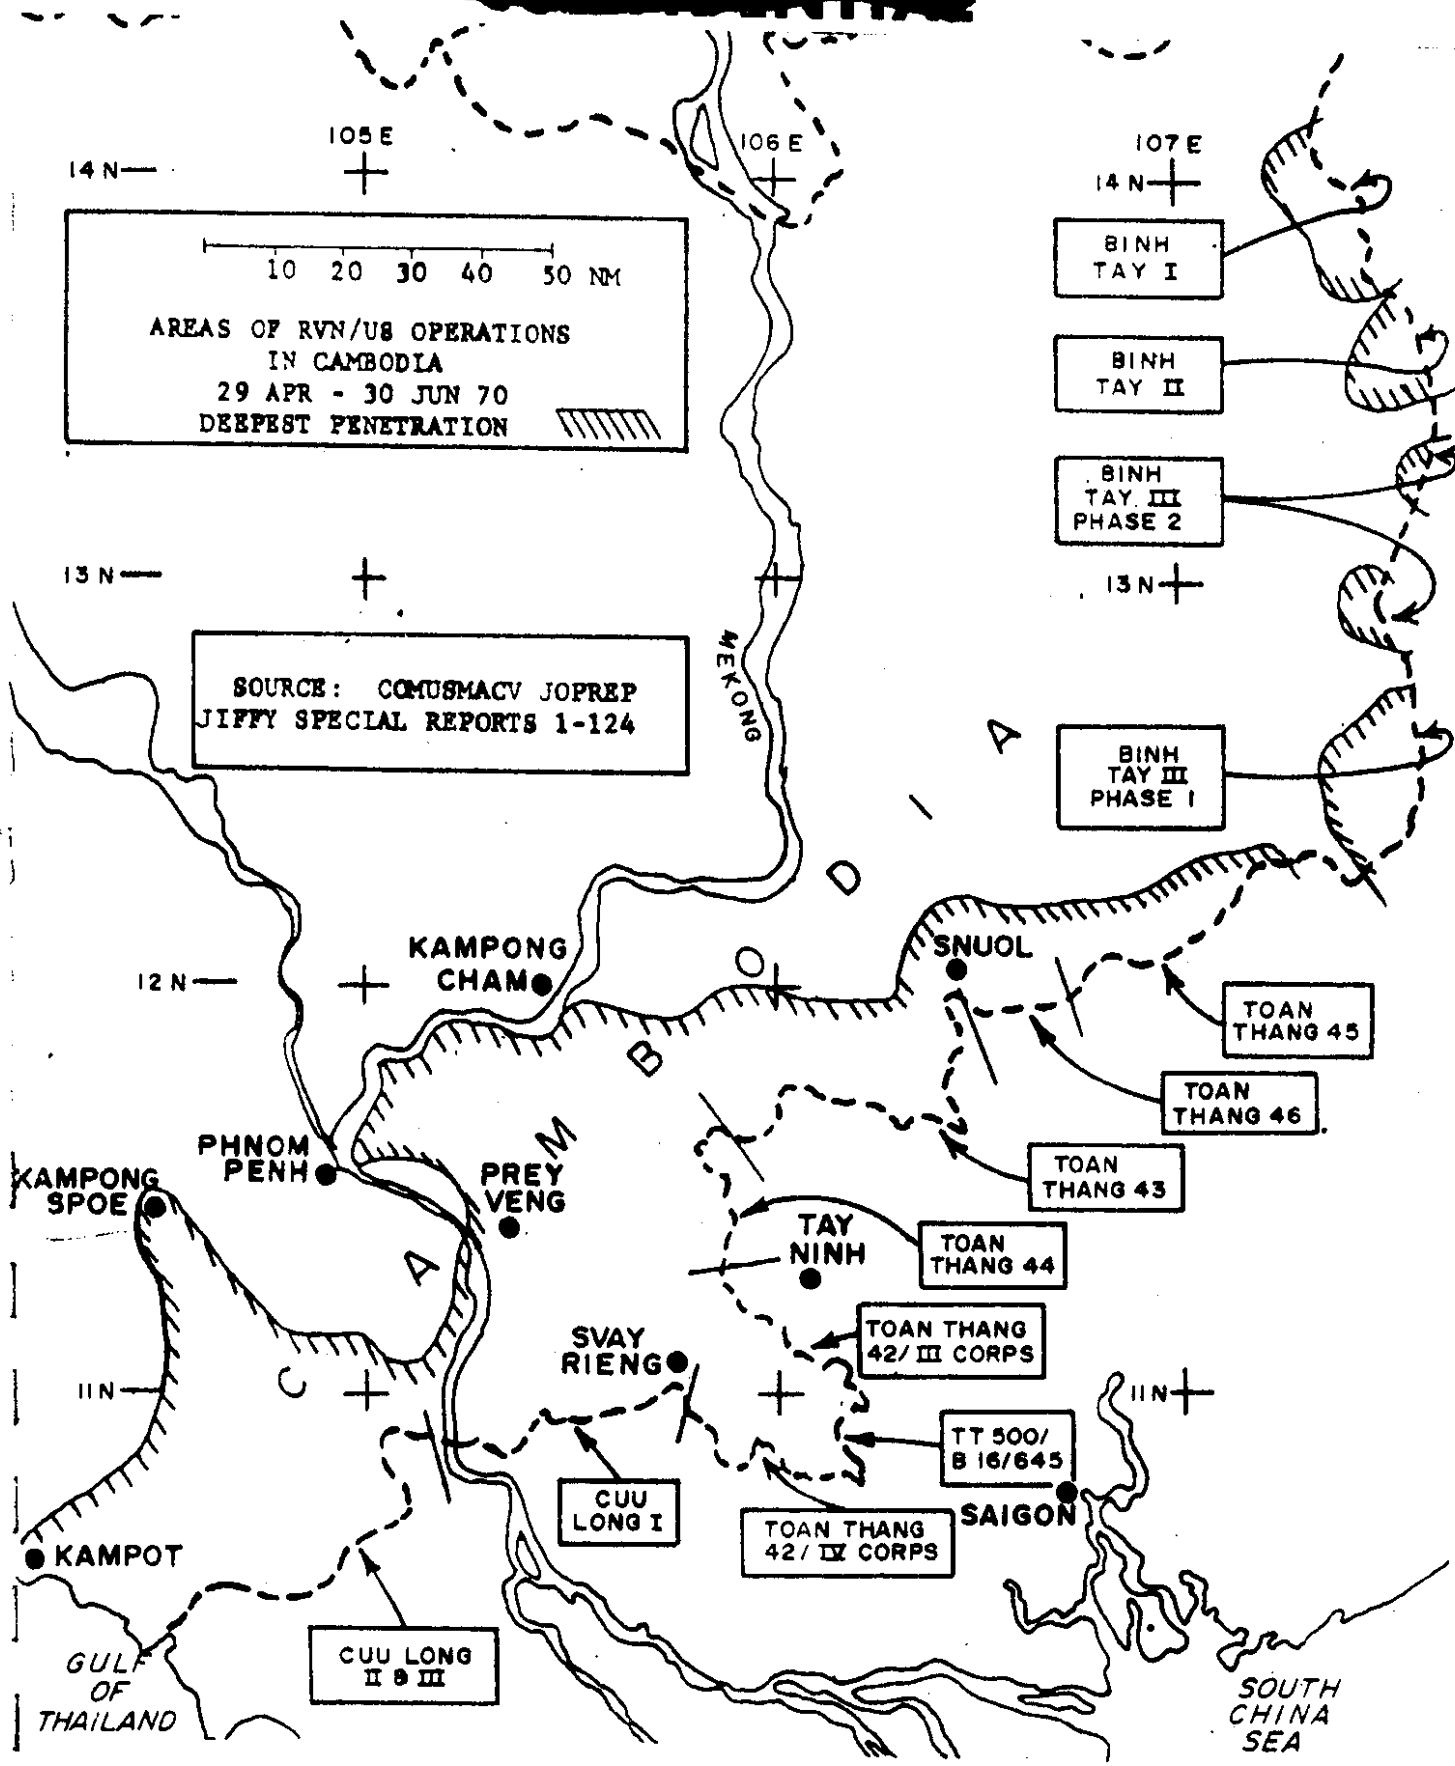 105 E
106 E
107 E
14 N
14 N
10 20 30 40 50 NM
AREAS OF RVN/US OPERATIONS
IN CAMBODIA
29 APR - 30 JUN 70
DEEPEST PENETRATION
BINH
TAY I
BINH
TAY II
BINH
TAY III
PHASE 2
13 N
13 N
SOURCE: COMUSMACV JOPREP
JIFFY SPECIAL REPORTS 1-124
MEKONG
BINH
TAY III
PHASE 1
C A M B O D I A
KAMPONG
CHAM
SNUOL
12 N
TOAN
THANG 45
TOAN
THANG 46
PHNOM
PENH
KAMPONG
SPOE
PREY
VENG
TOAN
THANG 43
TAY
NINH
TOAN
THANG 44
TOAN THANG
42/ III CORPS
SVAY
RIENG
11 N
11 N
TT 500/
B 16/645
CUU
LONG I
SAIGON
TOAN THANG
42/ IV CORPS
KAMPOT
CUU LONG
II & III
GULF
OF
THAILAND
SOUTH
CHINA
SEA